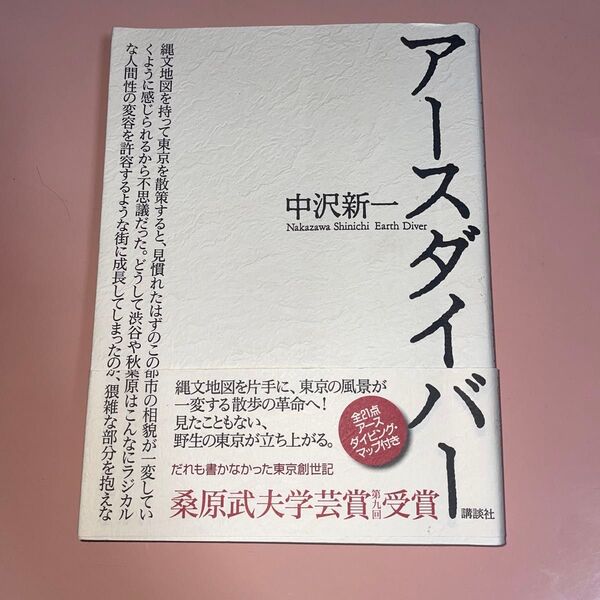 アースダイバー
中沢新一
Nakazawa Shinichi Earth Diver
縄文地図を持って東京を散策すると、見慣れたはずのこの都市の相貌が一変してい
くように感じられるから不思議だった。どうして渋谷や秋葉原はこんなにラジカル
な人間性の変容を許容するような街に成長してしまったのか、猥雑な部分を抱えな
縄文地図を片手に、東京の風景が
一変する散歩の革命へ!
見たこともない、
野生の東京が立ち上がる。
全21点
アース
ダイビング・
マップ付き
だれも書かなかった東京創世記
桑原武夫学芸賞第九回受賞
講談社